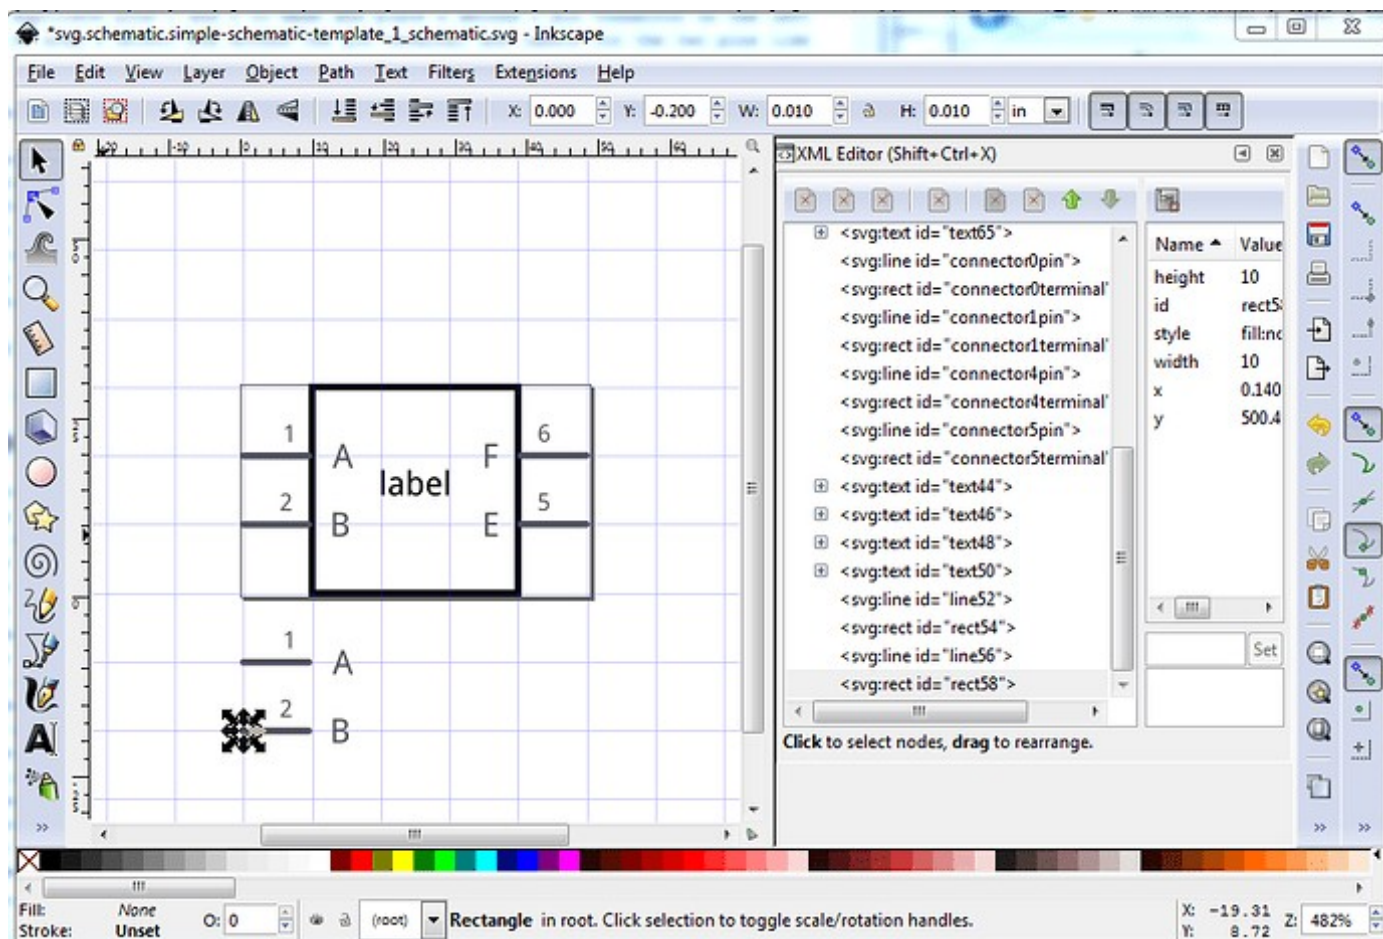 *svg.schematic.simple-schematic-template_1_schematic.svg - Inkscape
File Edit View Layer Object Path Text Filters Extensions Help
X: 0.000 Y: -0.200 W: 0.010 H: 0.010 in
XML Editor (Shift+Ctrl+X)
<svg:text id="text65">
<svg:line id="connector0pin">
<svg:rect id="connector0terminal"
<svg:line id="connector1pin">
<svg:rect id="connector1terminal"
<svg:line id="connector4pin">
<svg:rect id="connector4terminal"
<svg:line id="connector5pin">
<svg:rect id="connector5terminal"
<svg:text id="text44">
<svg:text id="text46">
<svg:text id="text48">
<svg:text id="text50">
<svg:line id="line52">
<svg:rect id="rect54">
<svg:line id="line56">
<svg:rect id="rect58">
Name Value
height 10
id rect5
style fill:no
width 10
x 0.140
y 500.4
Set
Click to select nodes, drag to rearrange.
1 6
A F
label
2 5
B E
1
A
2
B
Fill: None
Stroke: Unset
O: 0
(root)
Rectangle in root. Click selection to toggle scale/rotation handles.
X: -19.31
Y: 8.72
Z: 482%